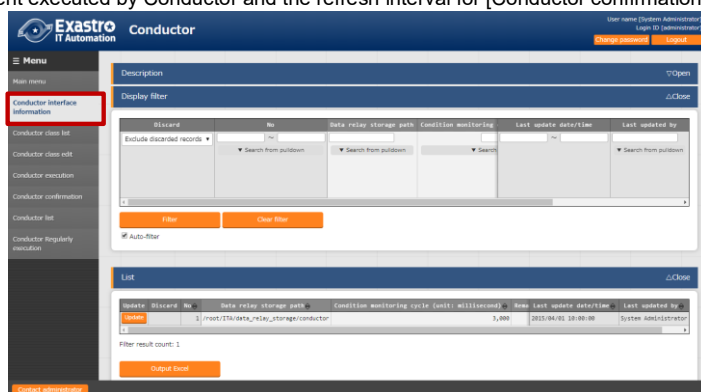 ent executed by Conductor and the refresh interval for [Conductor confirmation
Exastro
IT Automation
Conductor
User name [System Administrator]
Login ID [administrator]
Change password Logout
☰ Menu
Main menu
Conductor interface
information
Conductor class list
Conductor class edit
Conductor execution
Conductor confirmation
Conductor list
Conductor Regularly
execution
Description ▽Open
Display filter △Close
Discard No Data relay storage path Condition monitoring Last update date/time Last updated by
Exclude discarded records ▼ ~ ~
▼ Search from pulldown ▼ Search from pulldown ▼ Search ▼ Search from pulldown
Filter Clear filter
Auto-filter
List △Close
Update Discard No Data relay storage path Condition monitoring cycle (unit: millisecond) Rema Last update date/time Last updated by
Update 1 /root/ITA/data_relay_storage/conductor 3,000 2015/04/01 10:00:00 System Administrator
Filter result count: 1
Output Excel
Contact administrator